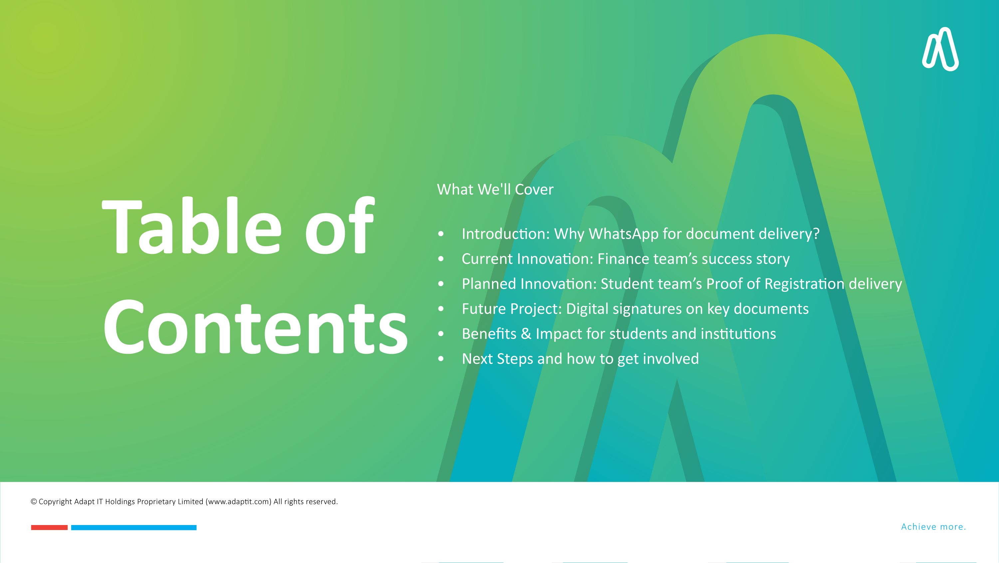 Table of
Contents
What We'll Cover
• Introduction: Why WhatsApp for document delivery?
• Current Innovation: Finance team’s success story
• Planned Innovation: Student team’s Proof of Registration delivery
• Future Project: Digital signatures on key documents
• Benefits & Impact for students and institutions
• Next Steps and how to get involved
© Copyright Adapt IT Holdings Proprietary Limited (www.adaptit.com) All rights reserved.
Achieve more.